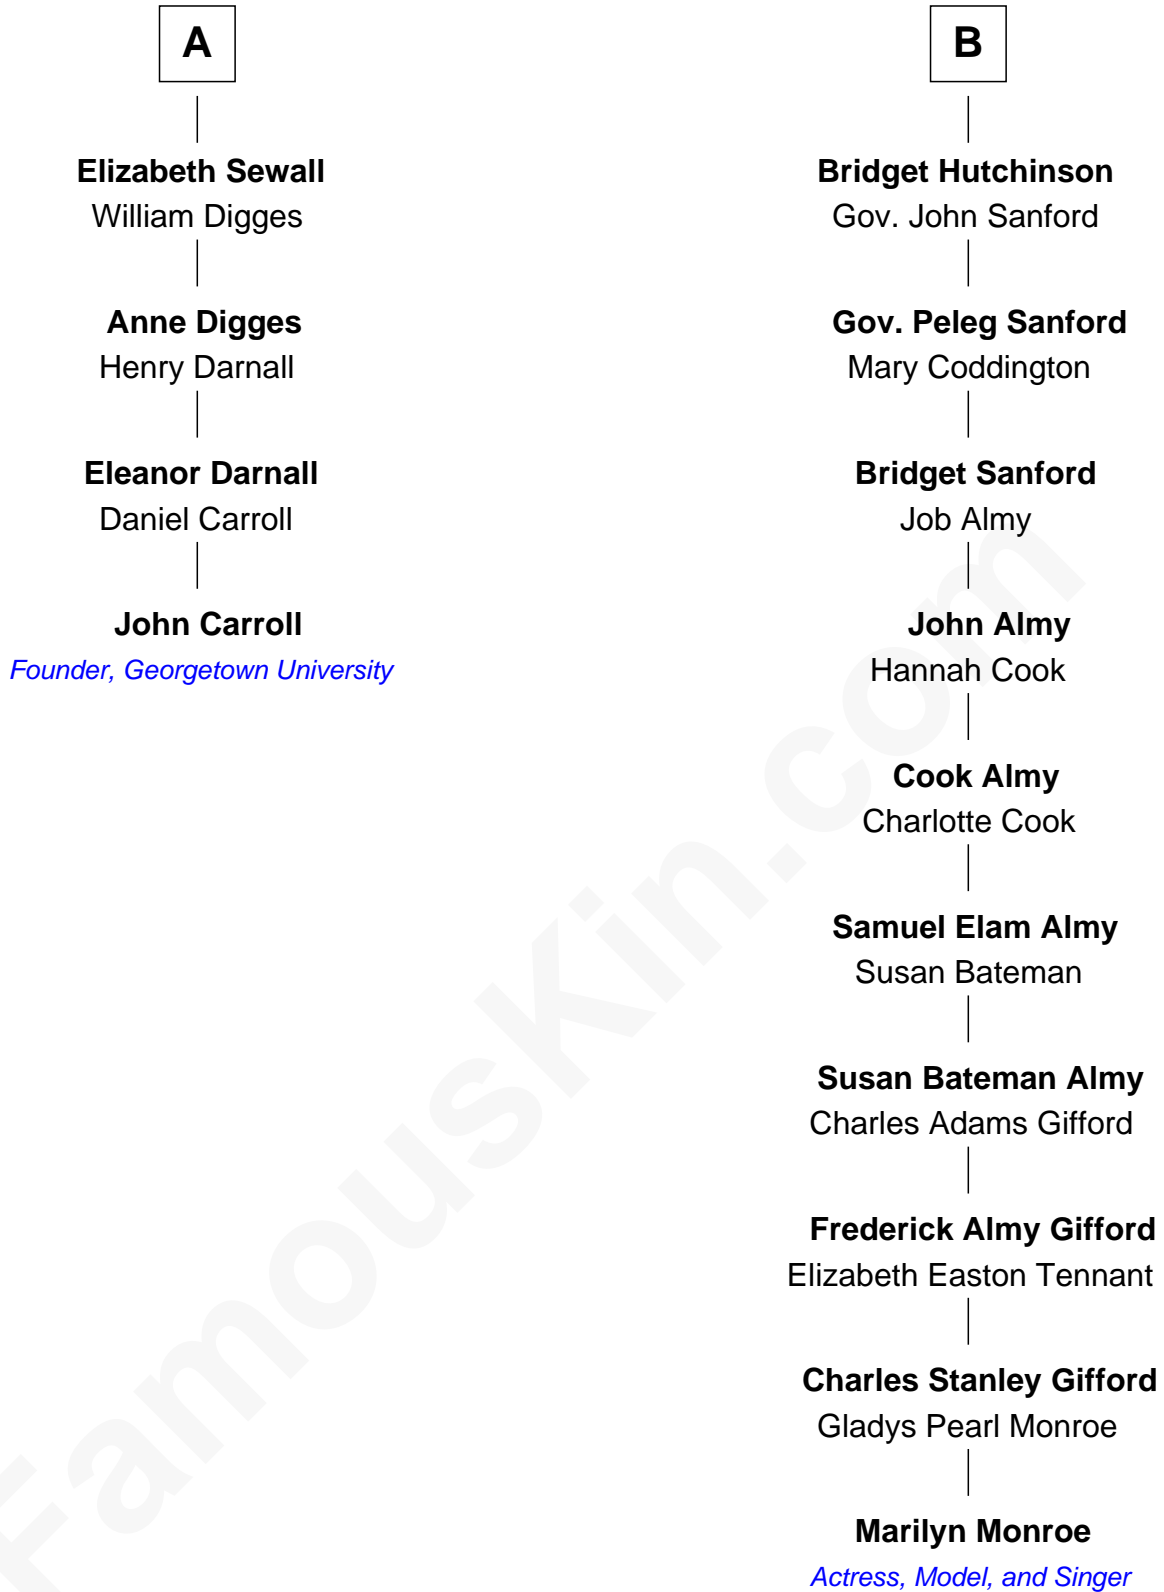 A
Elizabeth Sewall
William Digges
Anne Digges
Henry Darnall
Eleanor Darnall
Daniel Carroll
John Carroll
Founder, Georgetown University
B
Bridget Hutchinson
Gov. John Sanford
Gov. Peleg Sanford
Mary Coddington
Bridget Sanford
Job Almy
John Almy
Hannah Cook
Cook Almy
Charlotte Cook
Samuel Elam Almy
Susan Bateman
Susan Bateman Almy
Charles Adams Gifford
Frederick Almy Gifford
Elizabeth Easton Tennant
Charles Stanley Gifford
Gladys Pearl Monroe
Marilyn Monroe
Actress, Model, and Singer
FamousKin.com